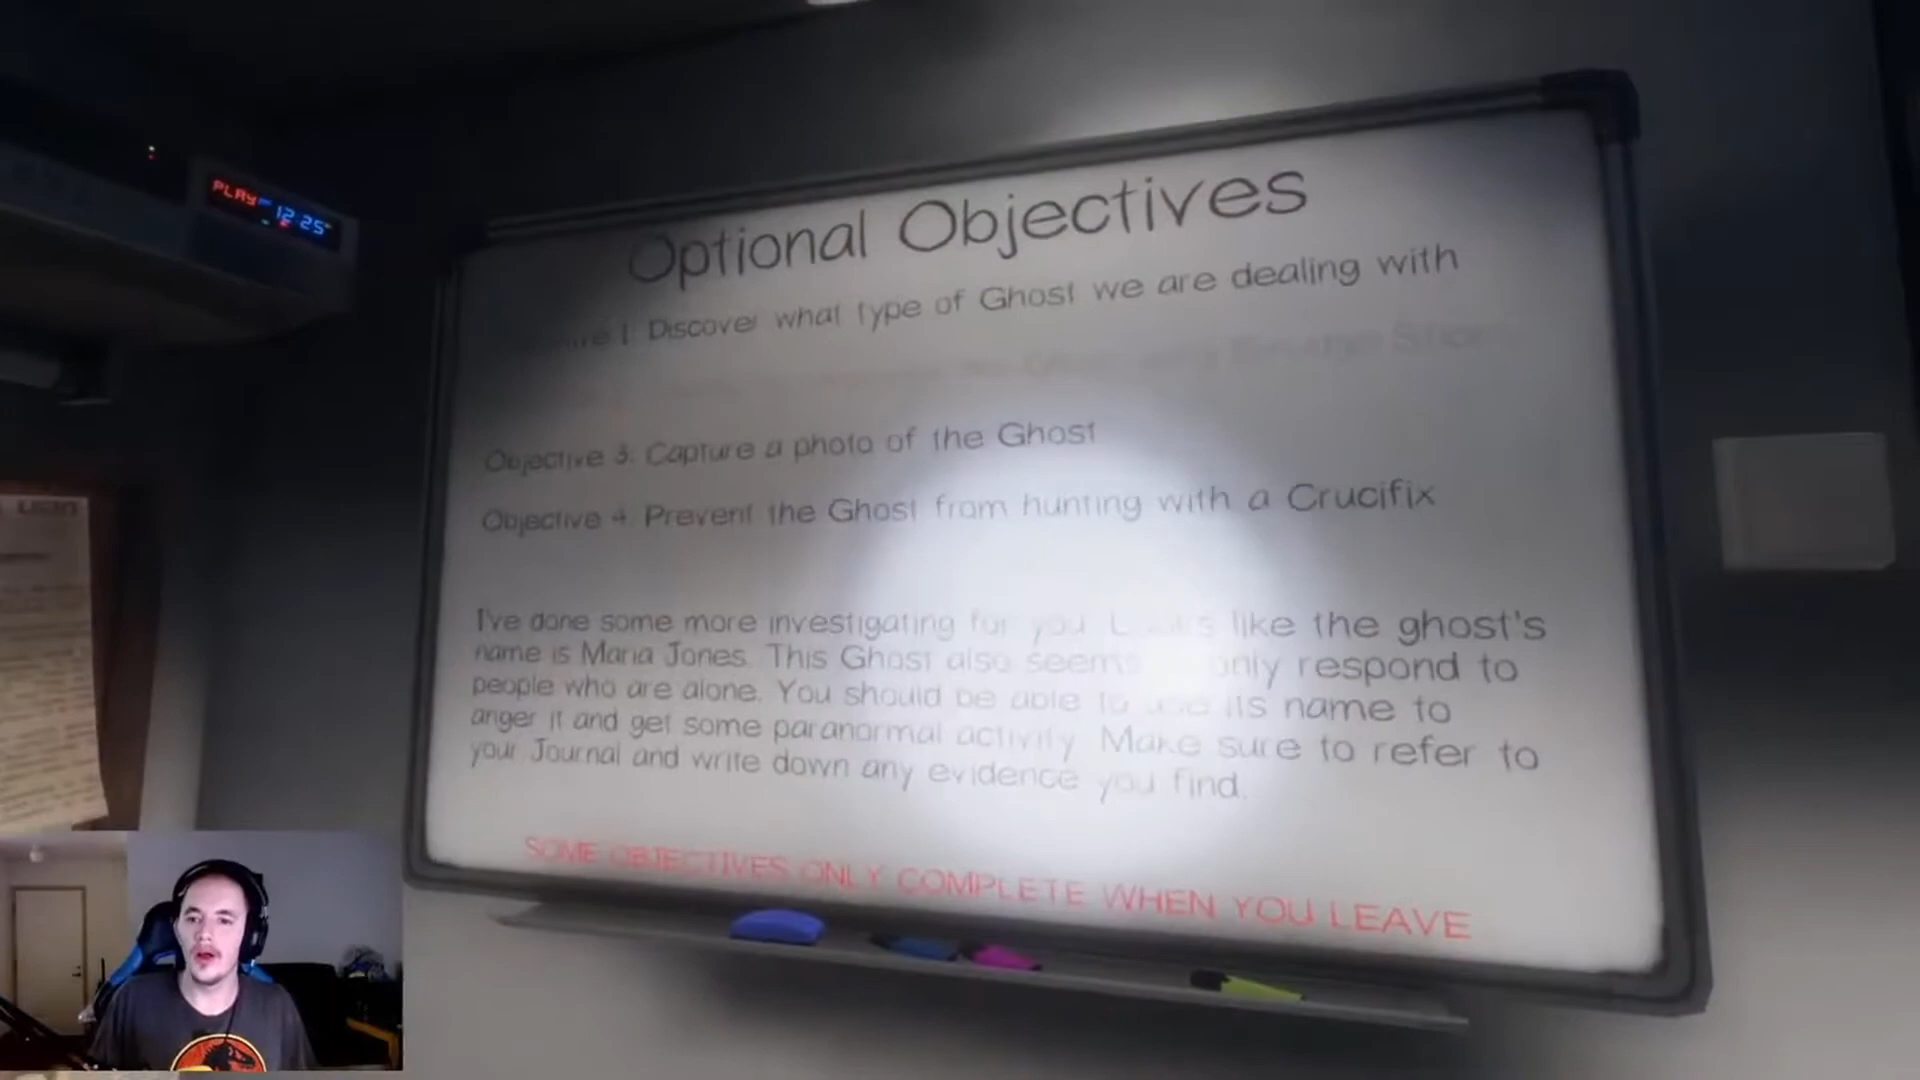 PLAY
12:25
Optional Objectives
1 Discover what type of Ghost we are dealing with
Objective 3: Capture a photo of the Ghost
Objective 4: Prevent the Ghost from hunting with a Crucifix
I've done some more investigating for you. Looks like the ghost's
name is Maria Jones. This Ghost also seems only respond to
people who are alone. You should be able to use its name to
anger it and get some paranormal activity. Make sure to refer to
your Journal and write down any evidence you find.
SOME OBJECTIVES ONLY COMPLETE WHEN YOU LEAVE